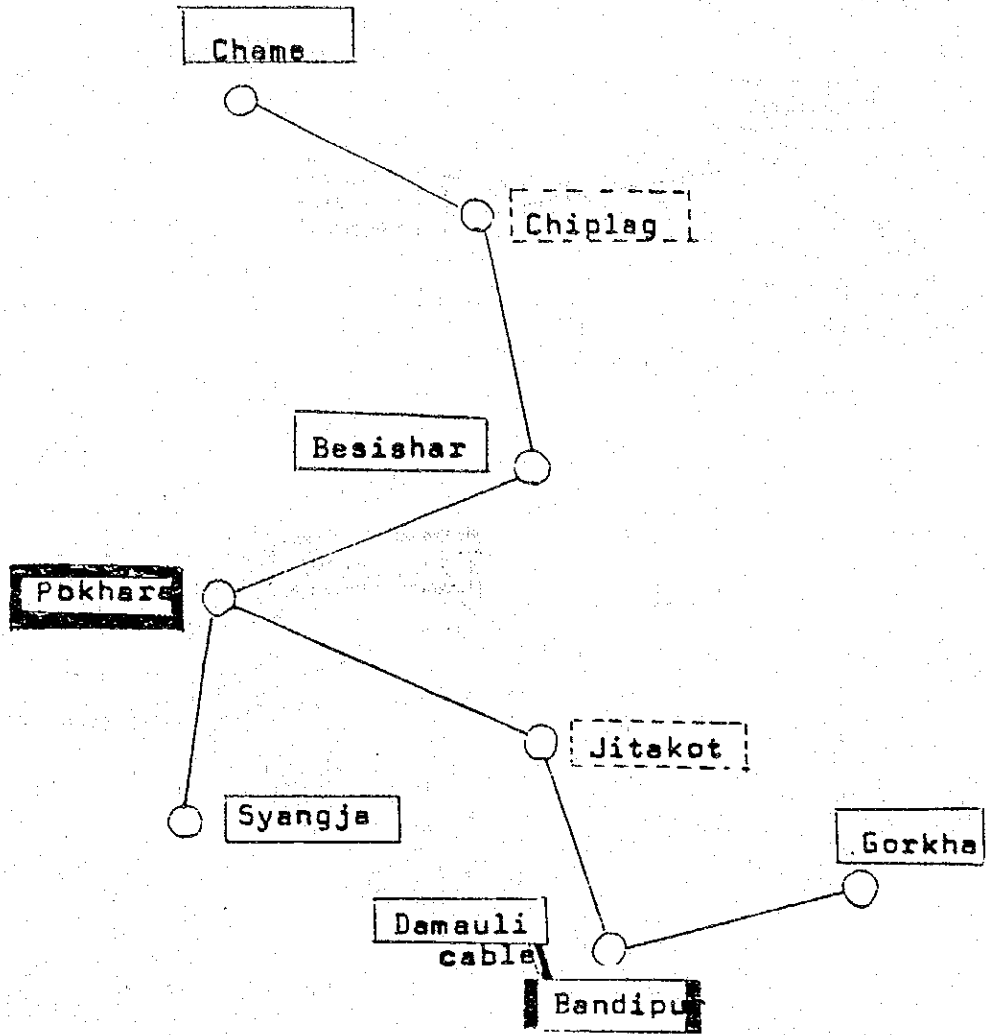 Chame
Chiplag
Besishar
Pokhara
Jitakot
Syangja
Gorkha
Damauli
cable
Bandipur